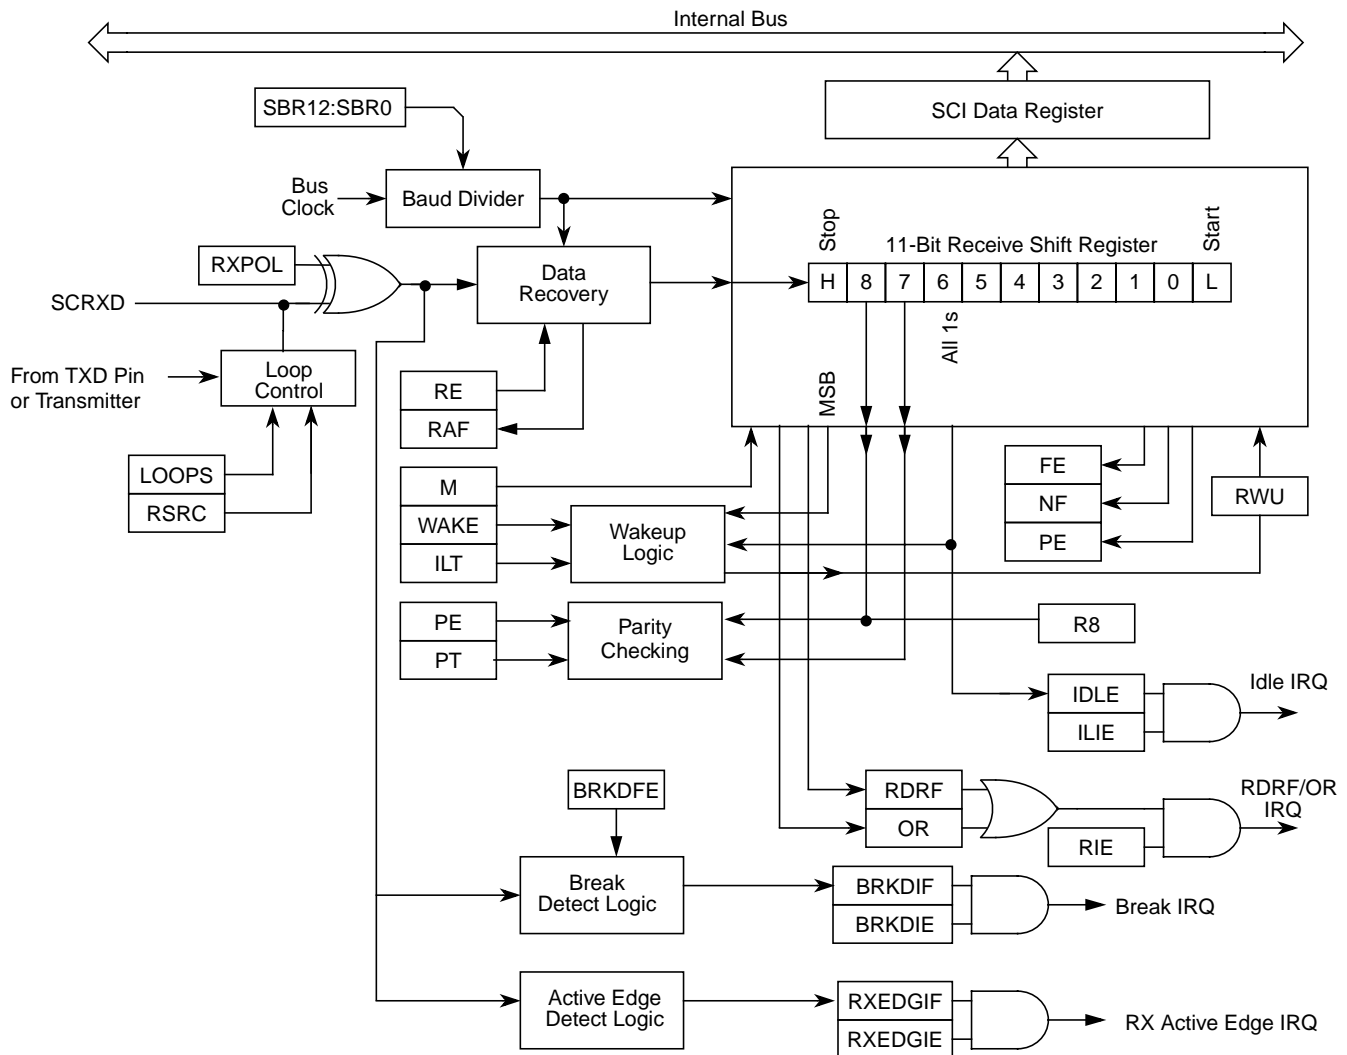 Internal Bus
SBR12:SBR0
SCI Data Register
Bus
Clock
Baud Divider
Stop
11-Bit Receive Shift Register
Start
RXPOL
Data
Recovery
H 8 7 6 5 4 3 2 1 0 L
SCRXD
All 1s
From TXD Pin
or Transmitter
Loop
Control
RE
RAF
MSB
LOOPS
RSRC
M
WAKE
ILT
Wakeup
Logic
FE
NF
PE
RWU
PE
PT
Parity
Checking
R8
IDLE
ILIE
Idle IRQ
BRKDFE
RDRF
OR
RIE
RDRF/OR
IRQ
Break
Detect Logic
BRKDIF
BRKDIE
Break IRQ
Active Edge
Detect Logic
RXEDGIF
RXEDGIE
RX Active Edge IRQ